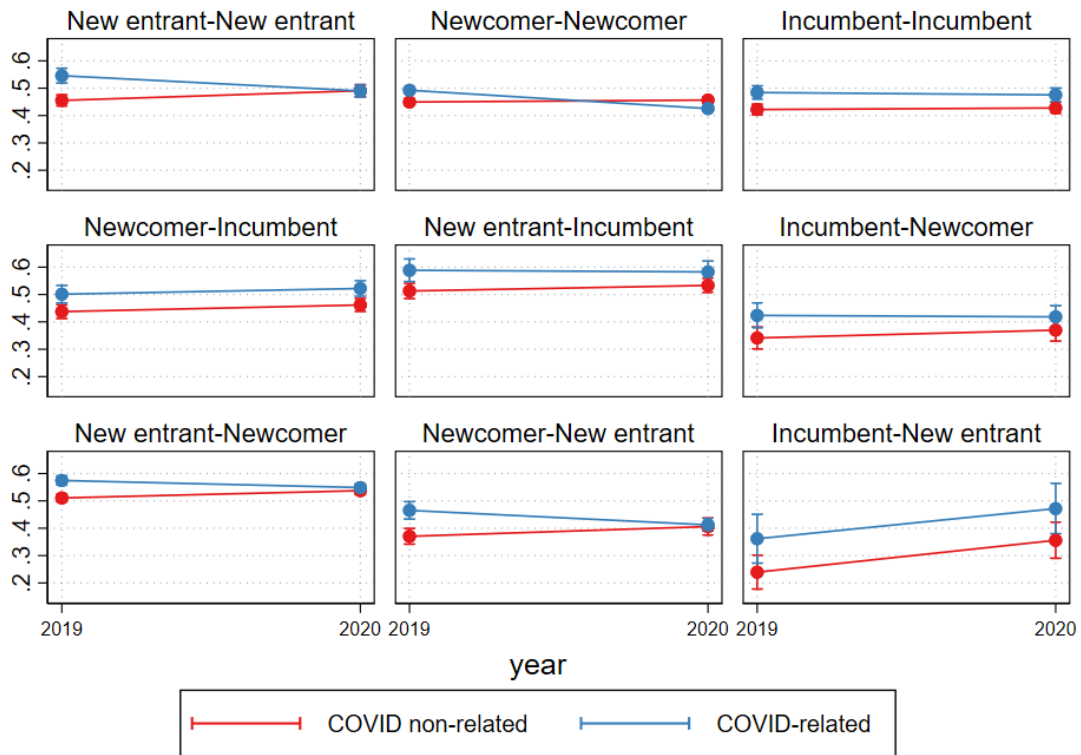 New entrant-New entrant Newcomer-Newcomer Incumbent-Incumbent
.6
.5
.4
.3
.2
Newcomer-Incumbent New entrant-Incumbent Incumbent-Newcomer
.6
.5
.4
.3
.2
New entrant-Newcomer Newcomer-New entrant Incumbent-New entrant
.6
.5
.4
.3
.2
2019 2020 2019 2020 2019 2020
year
COVID non-related COVID-related